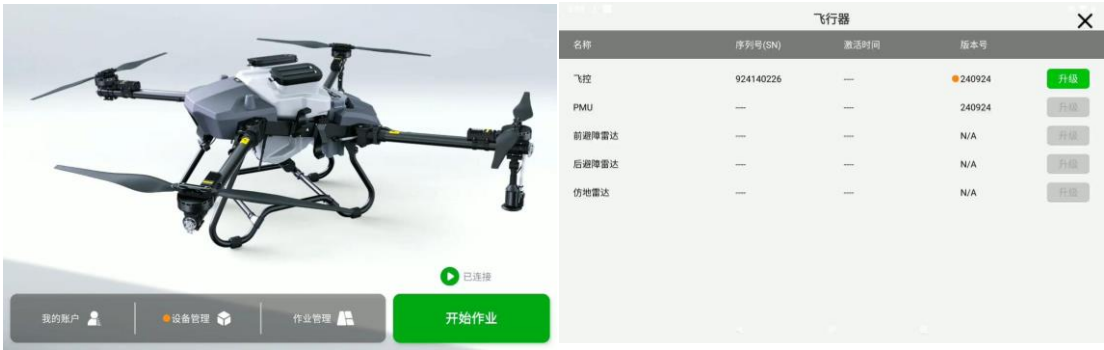 已连接
我的账户
设备管理
作业管理
开始作业
飞行器
名称 序列号(SN) 激活时间 版本号
飞控 924140226 ---- 240924 升级
PMU ---- ---- 240924 升级
前避障雷达 ---- ---- N/A 升级
后避障雷达 ---- ---- N/A 升级
仿地雷达 ---- ---- N/A 升级